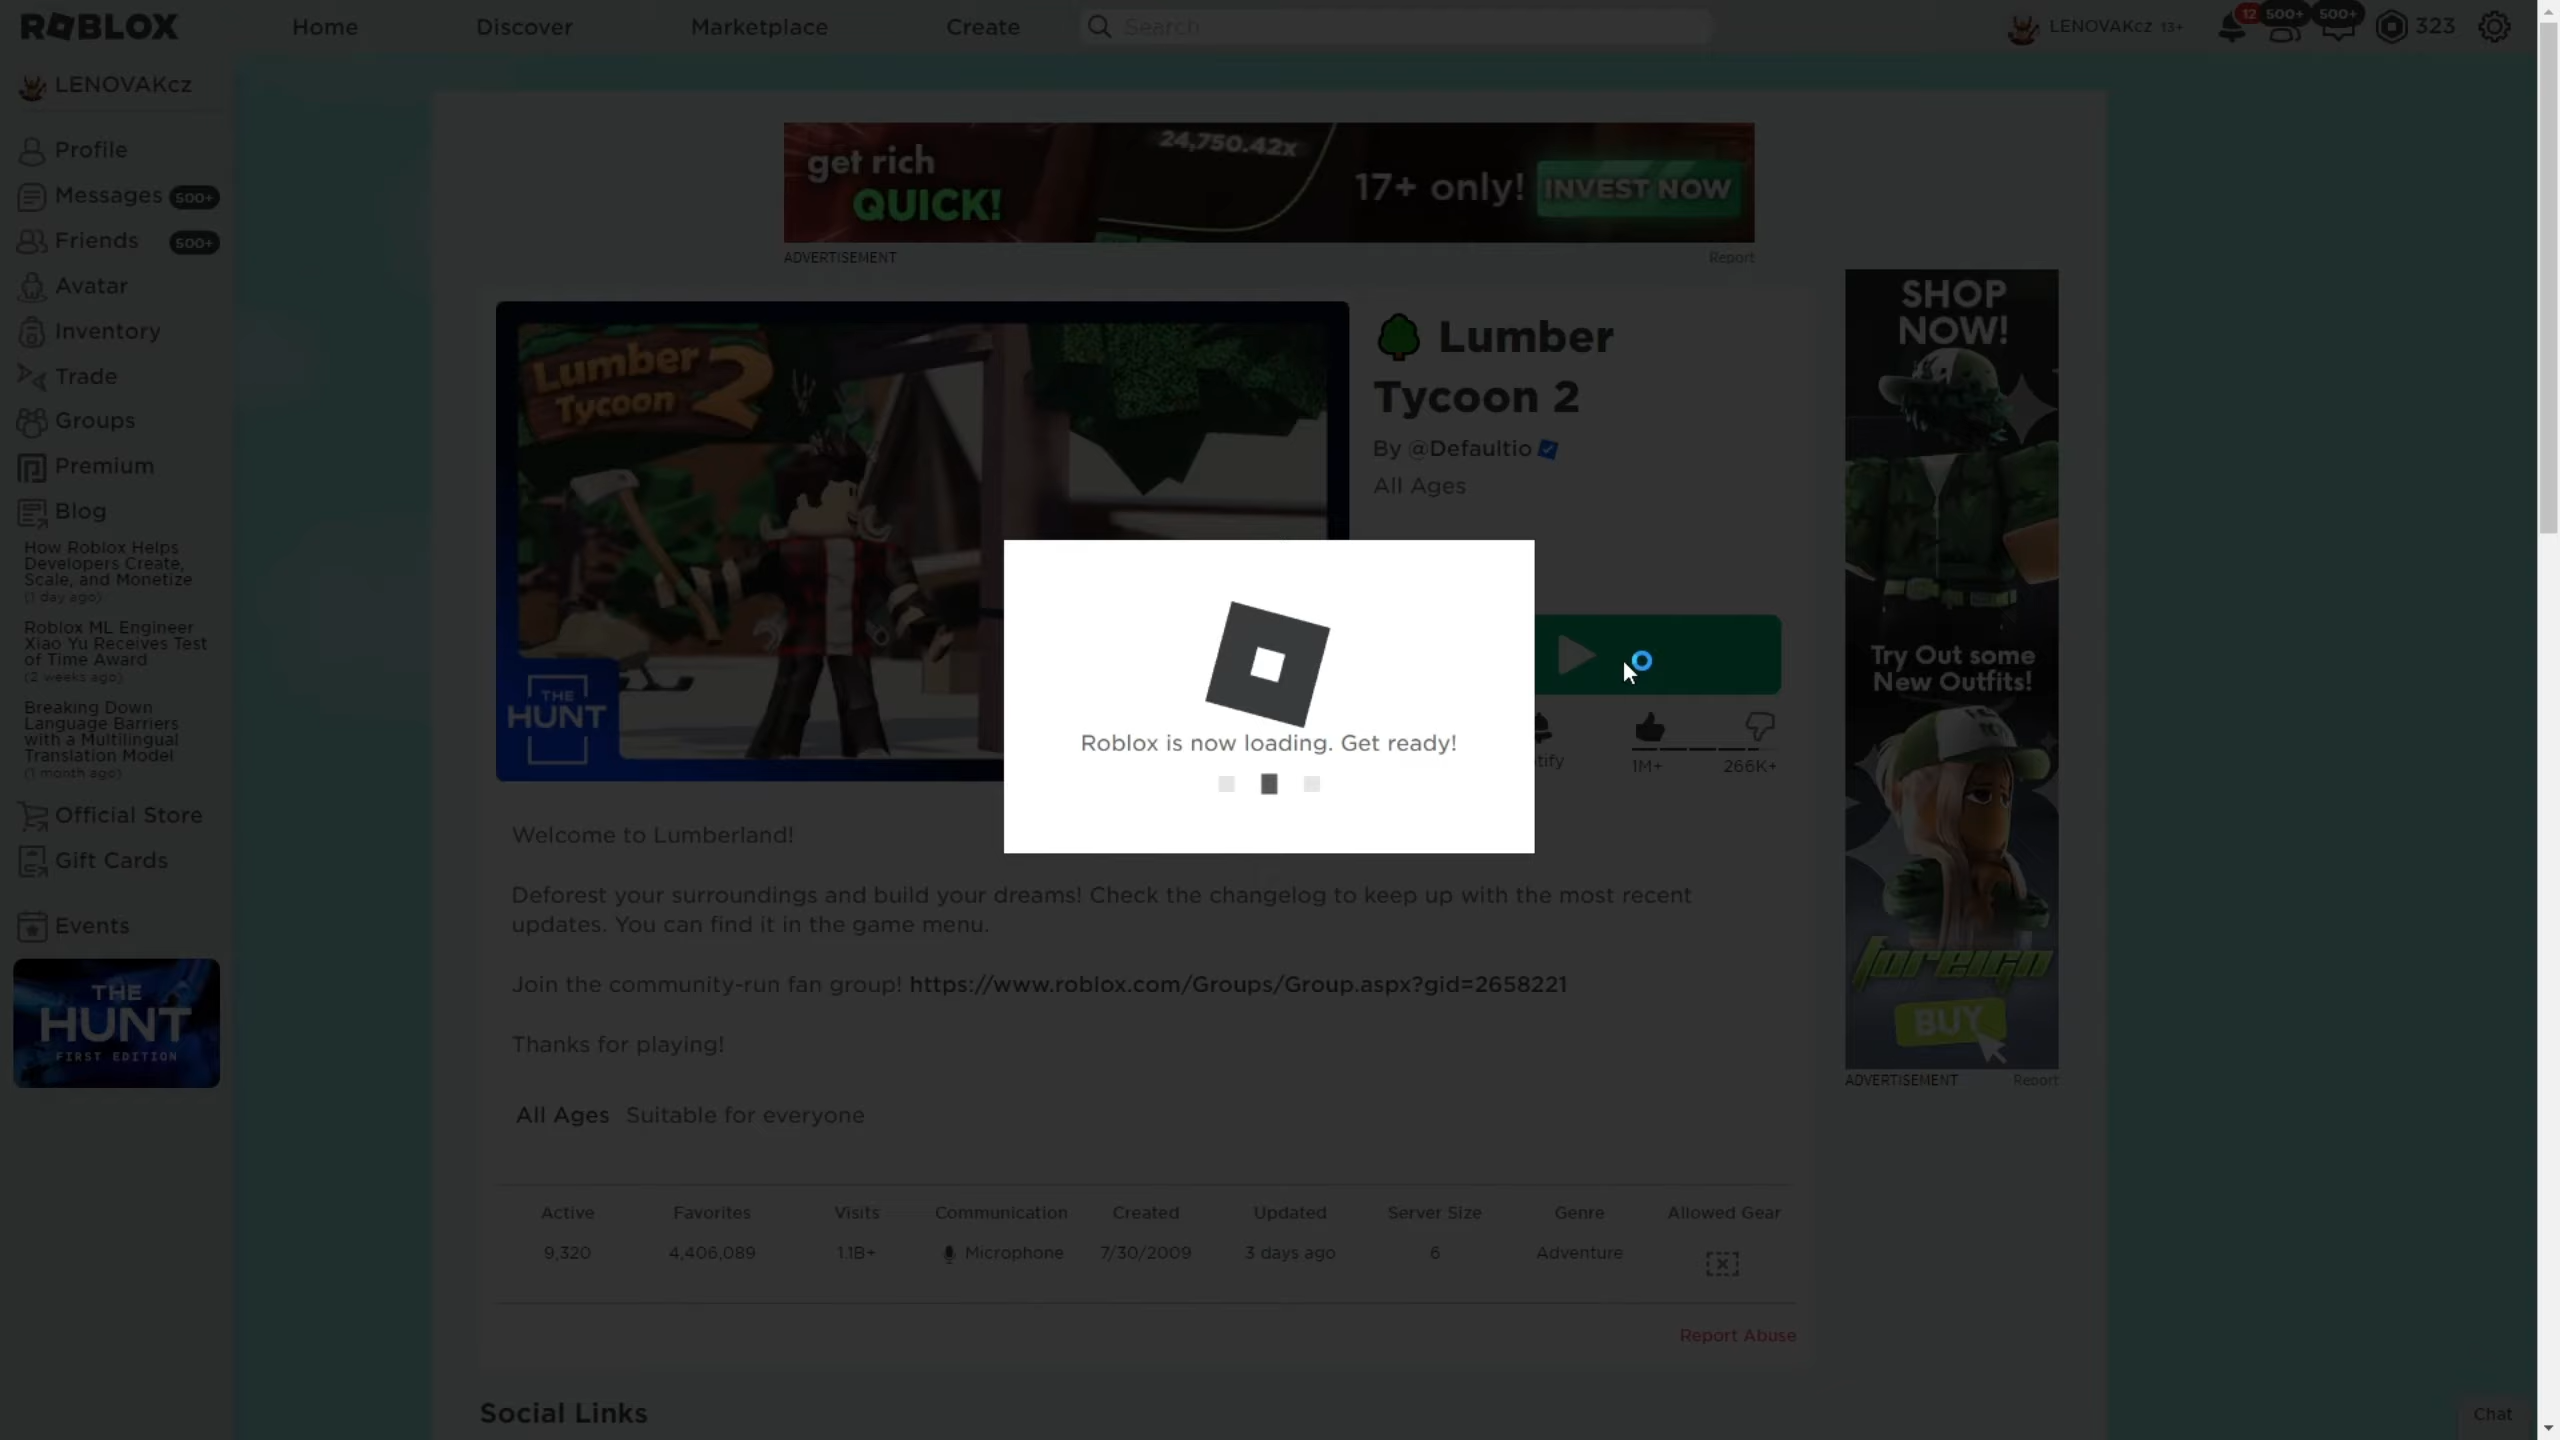 ROBLOX
Home
Discover
Marketplace
Create
Search
LENOVAKcz 13+
12
500+
500+
323
LENOVAKcz
Profile
Messages 500+
Friends 500+
Avatar
Inventory
Trade
Groups
Premium
Blog
How Roblox Helps
Developers Create,
Scale, and Monetize
(1 day ago)
Roblox ML Engineer
Xiao Yu Receives Test
of Time Award
(2 weeks ago)
Breaking Down
Language Barriers
with a Multilingual
Translation Model
(1 month ago)
Official Store
Gift Cards
Events
THE
HUNT
FIRST EDITION
get rich
QUICK!
24,750.42x
17+ only!
INVEST NOW
ADVERTISEMENT
Report
Lumber
Tycoon 2
THE
HUNT
Lumber
Tycoon 2
By @Defaultio
All Ages
Roblox is now loading. Get ready!
tify
1M+
266K+
Welcome to Lumberland!
Deforest your surroundings and build your dreams! Check the changelog to keep up with the most recent
updates. You can find it in the game menu.
Join the community-run fan group! https://www.roblox.com/Groups/Group.aspx?gid=2658221
Thanks for playing!
All Ages Suitable for everyone
Active Favorites Visits Communication Created Updated Server Size Genre Allowed Gear
9,320 4,406,089 1.1B+ Microphone 7/30/2009 3 days ago 6 Adventure
Report Abuse
Social Links
SHOP
NOW!
Try Out some
New Outfits!
foreign
BUY
ADVERTISEMENT
Report
Chat